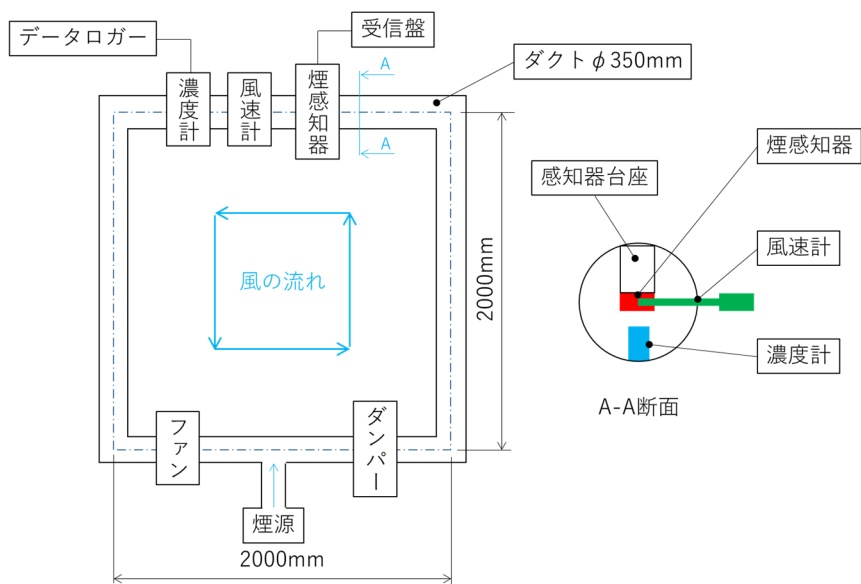 データロガー
受信盤
濃度計
風速計
煙感知器
A
A
ダクトφ350mm
風の流れ
2000mm
ファン
ダンパー
煙源
2000mm
煙感知器
感知器台座
風速計
濃度計
A-A断面